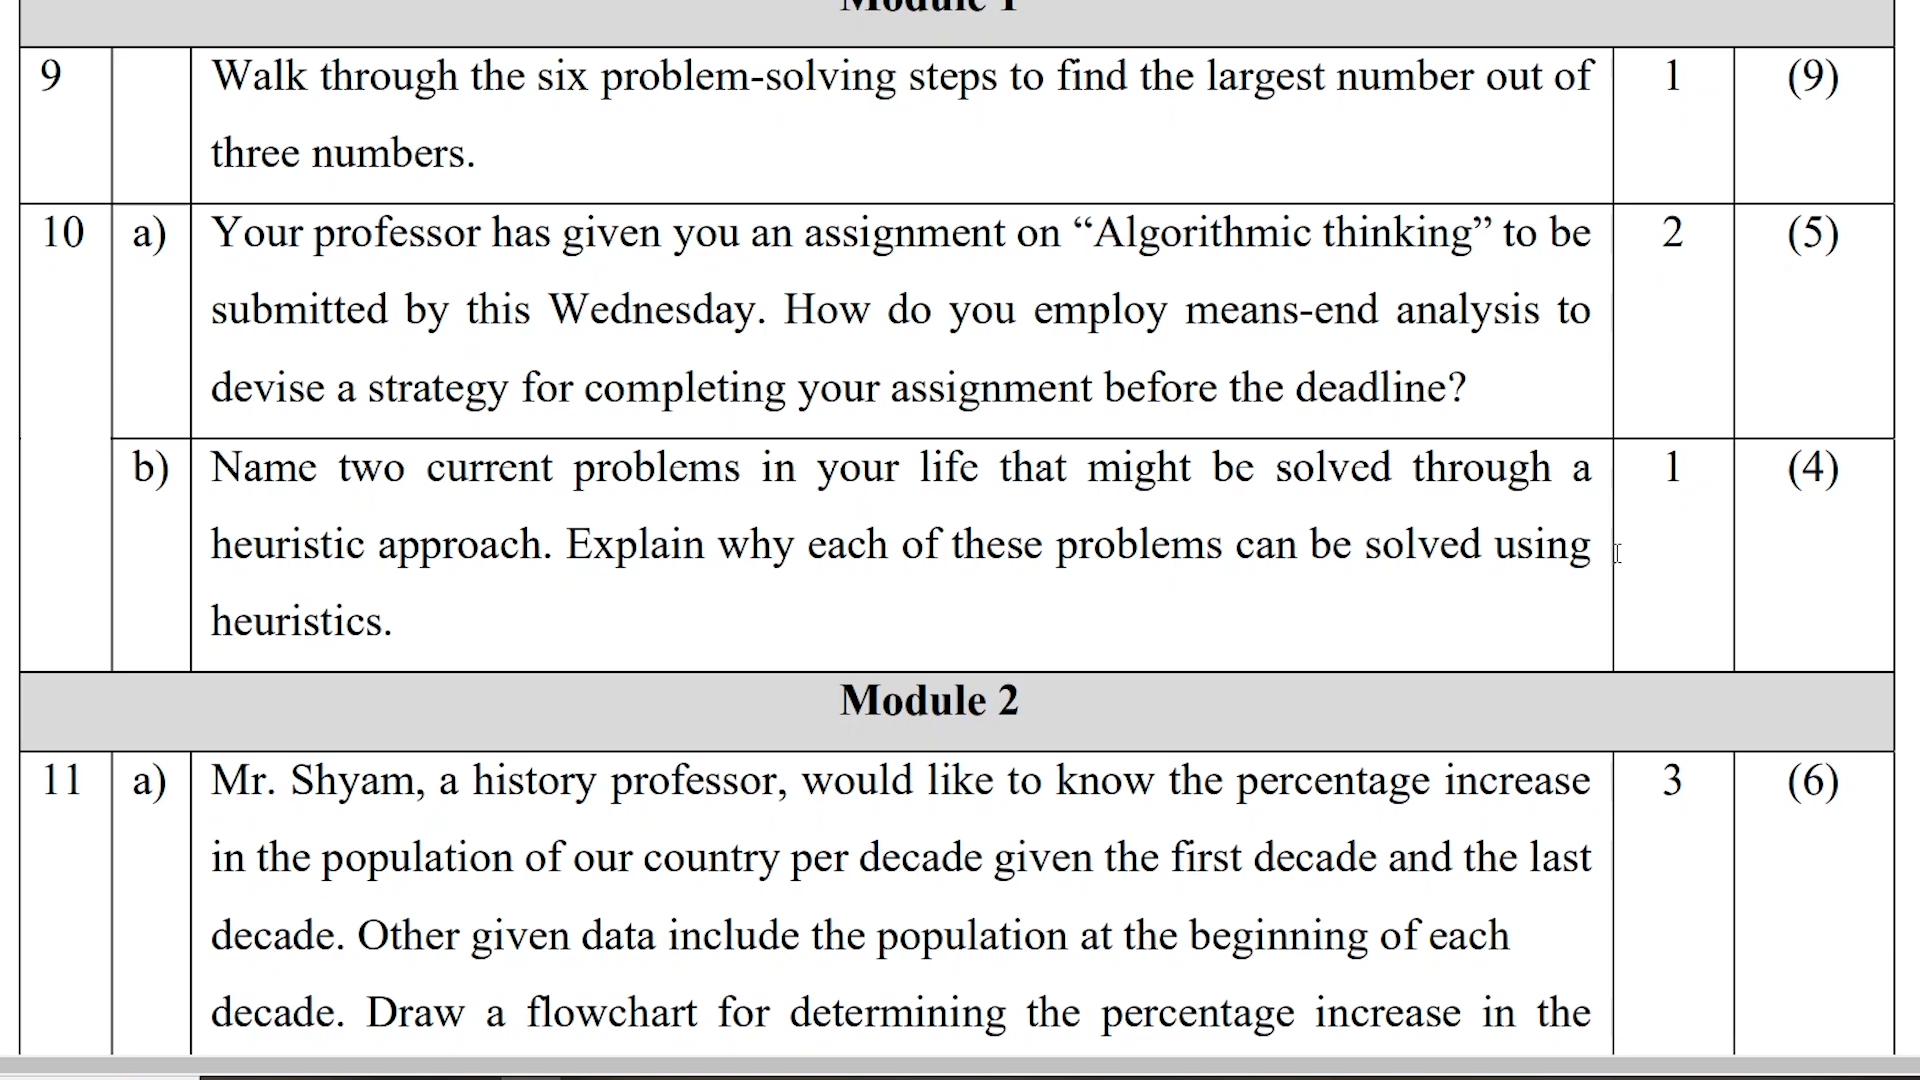 Module 1
9 Walk through the six problem-solving steps to find the largest number out of 1 (9)
three numbers.
10 a) Your professor has given you an assignment on “Algorithmic thinking” to be 2 (5)
submitted by this Wednesday. How do you employ means-end analysis to
devise a strategy for completing your assignment before the deadline?
b) Name two current problems in your life that might be solved through a 1 (4)
heuristic approach. Explain why each of these problems can be solved using
heuristics.
Module 2
11 a) Mr. Shyam, a history professor, would like to know the percentage increase 3 (6)
in the population of our country per decade given the first decade and the last
decade. Other given data include the population at the beginning of each
decade. Draw a flowchart for determining the percentage increase in the